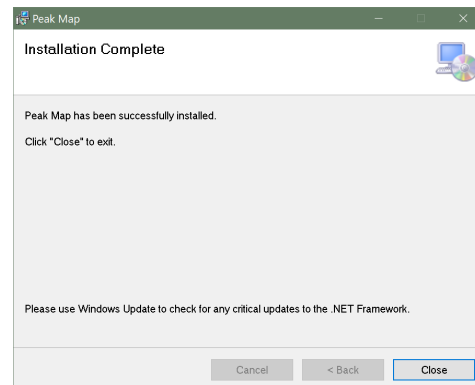 Peak Map
Installation Complete
Peak Map has been successfully installed.
Click "Close" to exit.
Please use Windows Update to check for any critical updates to the .NET Framework.
Cancel
< Back
Close